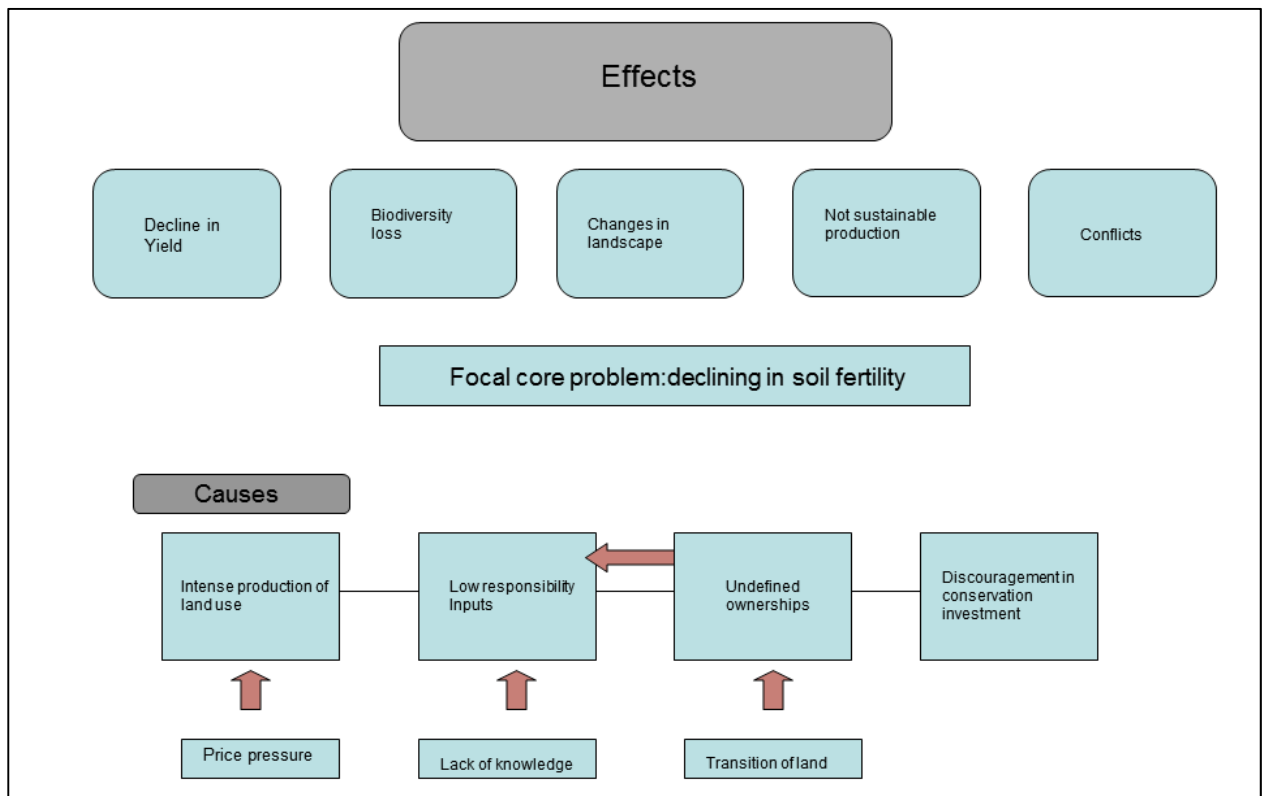 Effects
Decline in
Yield
Biodiversity
loss
Changes in
landscape
Not sustainable
production
Conflicts
Focal core problem:declining in soil fertility
Causes
Intense production of
land use
Low responsibility
Inputs
Undefined
ownerships
Discouragement in
conservation
investment
Price pressure
Lack of knowledge
Transition of land